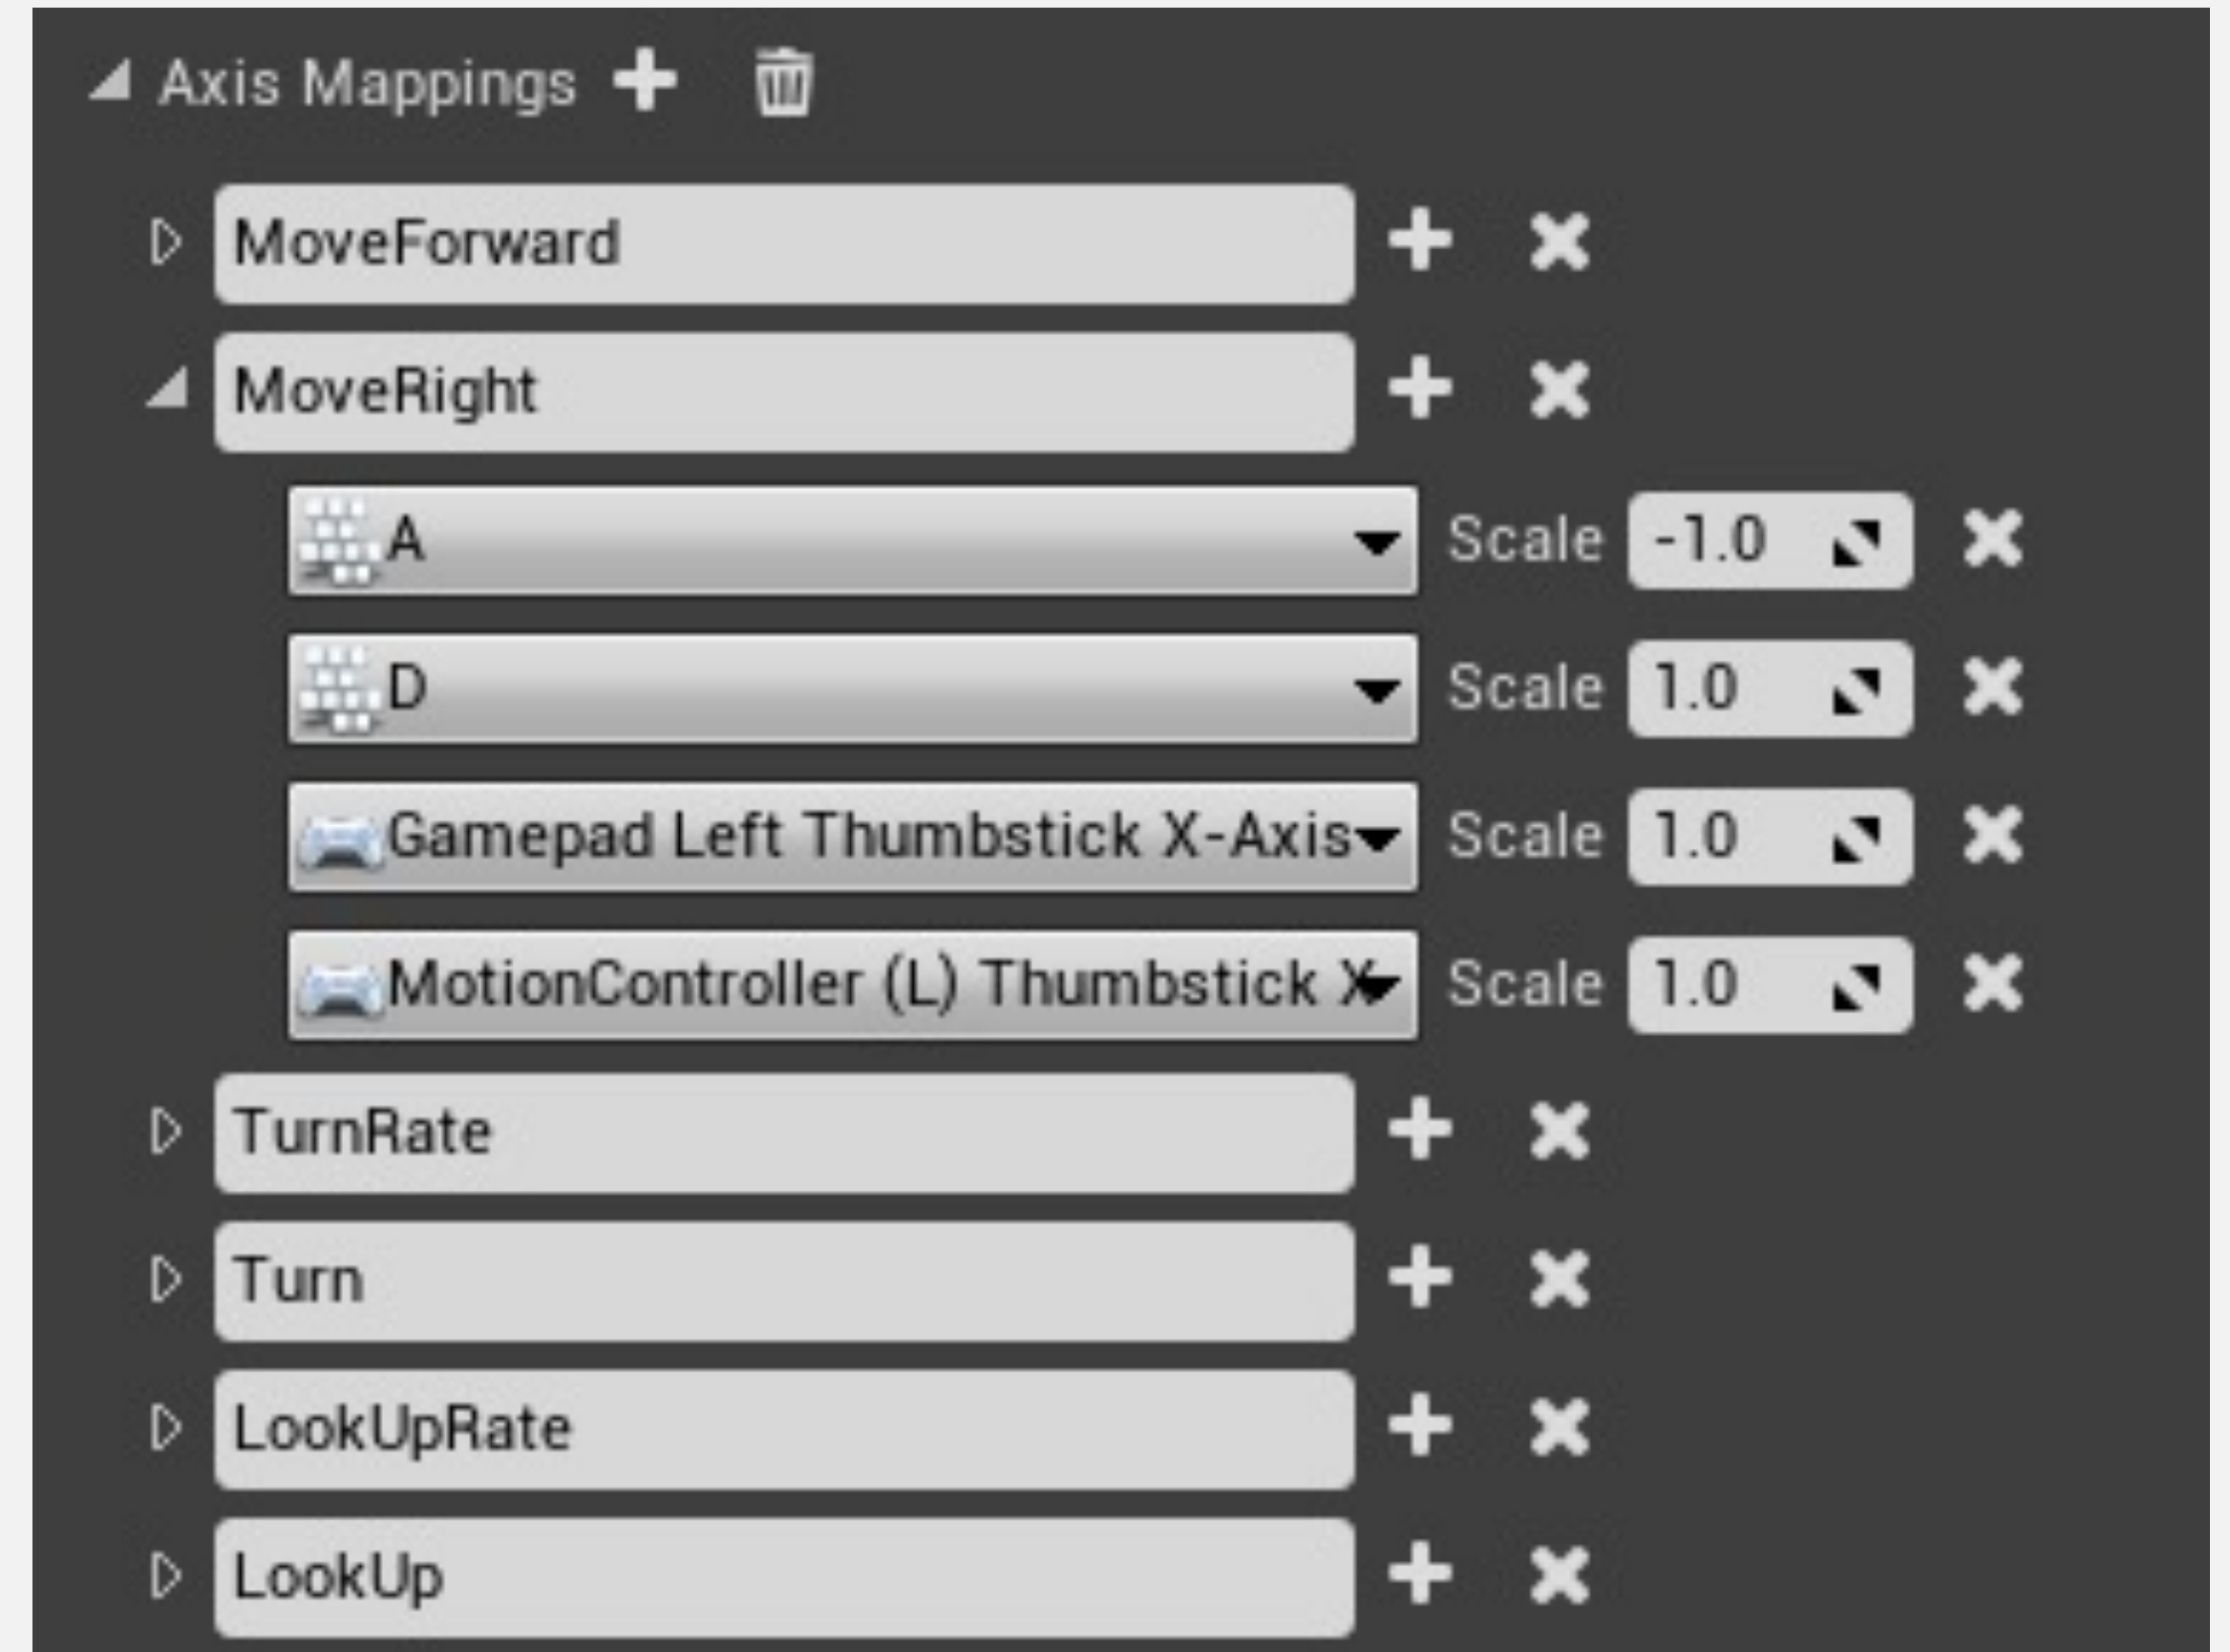 Axis Mappings
MoveForward
MoveRight
A Scale -1.0
D Scale 1.0
Gamepad Left Thumbstick X-Axis Scale 1.0
MotionController (L) Thumbstick X Scale 1.0
TurnRate
Turn
LookUpRate
LookUp